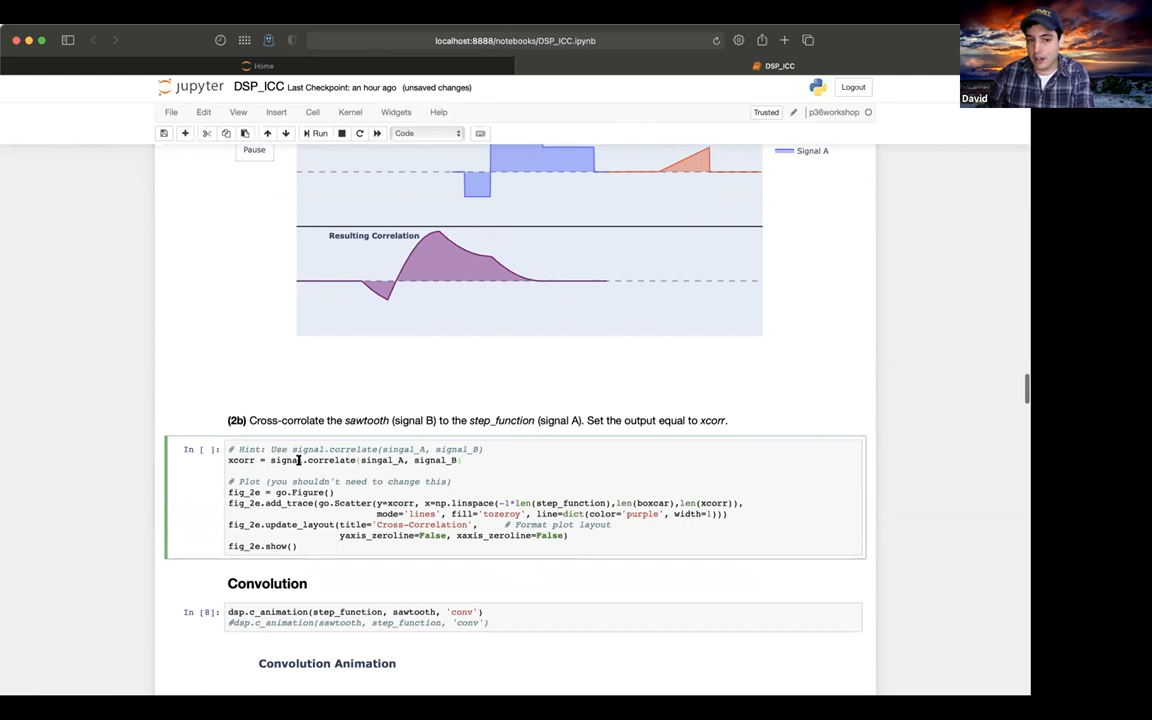 localhost:8888/notebooks/DSP_ICC.ipynb
Home
DSP_ICC
David
jupyter DSP_ICC Last Checkpoint: an hour ago (unsaved changes)
Logout
File Edit View Insert Cell Kernel Widgets Help
Trusted p36workshop
Run Code
Pause
Signal A
Resulting Correlation
(2b) Cross-corrolate the sawtooth (signal B) to the step_function (signal A). Set the output equal to xcorr.
In [ ]:
# Hint: Use signal.correlate(singal_A, signal_B)
xcorr = signal.correlate(singal_A, signal_B)
# Plot (you shouldn't need to change this)
fig_2e = go.Figure()
fig_2e.add_trace(go.Scatter(y=xcorr, x=np.linspace(-1*len(step_function),len(boxcar),len(xcorr)),
mode='lines', fill='tozeroy', line=dict(color='purple', width=1)))
fig_2e.update_layout(title='Cross-Correlation', # Format plot layout
yaxis_zeroline=False, xaxis_zeroline=False)
fig_2e.show()
Convolution
In [8]:
dsp.c_animation(step_function, sawtooth, 'conv')
#dsp.c_animation(sawtooth, step_function, 'conv')
Convolution Animation